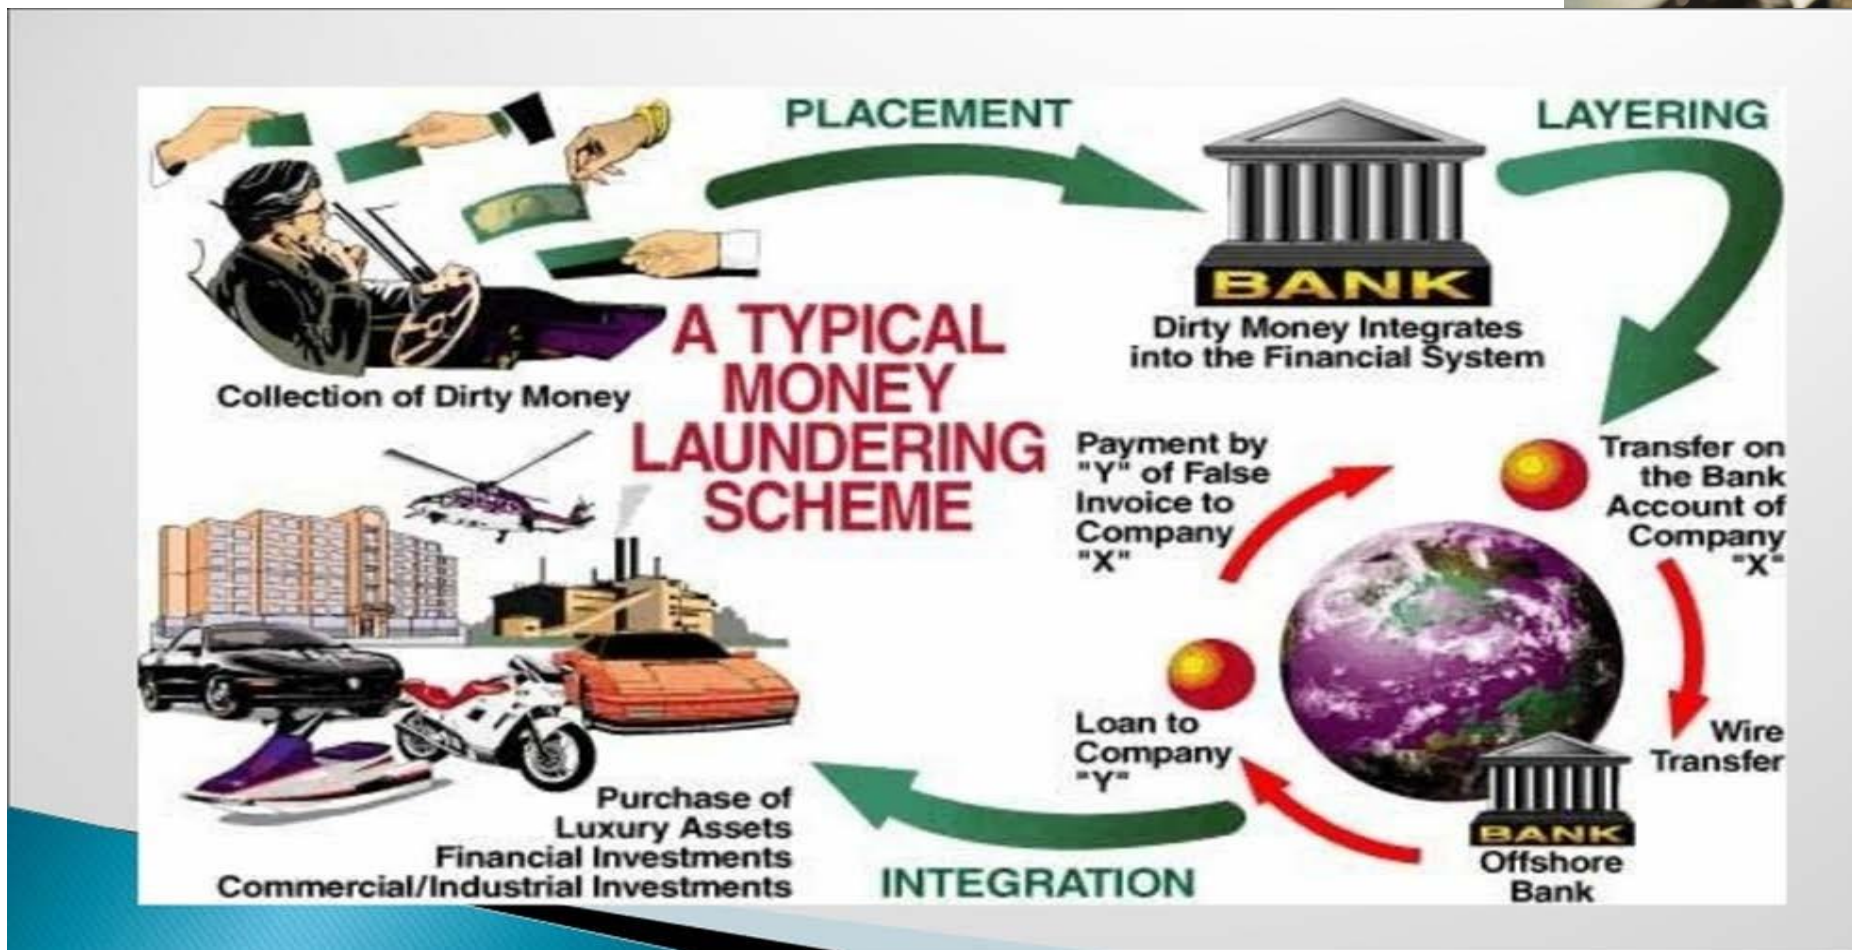 PLACEMENT
LAYERING
BANK
Dirty Money Integrates
into the Financial System
Collection of Dirty Money
A TYPICAL
MONEY
LAUNDERING
SCHEME
Payment by
"Y" of False
Invoice to
Company
"X"
Transfer on
the Bank
Account of
Company
"X"
Wire
Transfer
BANK
Offshore
Bank
Loan to
Company
"Y"
INTEGRATION
Purchase of
Luxury Assets
Financial Investments
Commercial/Industrial Investments